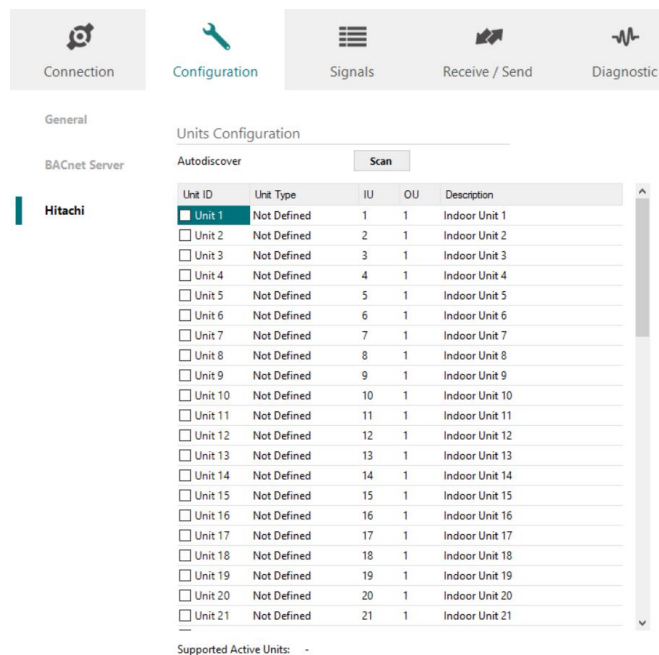 Connection Configuration Signals Receive / Send Diagnostic
General
BACnet Server
Hitachi
Units Configuration
Autodiscover Scan
Unit ID Unit Type IU OU Description
Unit 1 Not Defined 1 1 Indoor Unit 1
Unit 2 Not Defined 2 1 Indoor Unit 2
Unit 3 Not Defined 3 1 Indoor Unit 3
Unit 4 Not Defined 4 1 Indoor Unit 4
Unit 5 Not Defined 5 1 Indoor Unit 5
Unit 6 Not Defined 6 1 Indoor Unit 6
Unit 7 Not Defined 7 1 Indoor Unit 7
Unit 8 Not Defined 8 1 Indoor Unit 8
Unit 9 Not Defined 9 1 Indoor Unit 9
Unit 10 Not Defined 10 1 Indoor Unit 10
Unit 11 Not Defined 11 1 Indoor Unit 11
Unit 12 Not Defined 12 1 Indoor Unit 12
Unit 13 Not Defined 13 1 Indoor Unit 13
Unit 14 Not Defined 14 1 Indoor Unit 14
Unit 15 Not Defined 15 1 Indoor Unit 15
Unit 16 Not Defined 16 1 Indoor Unit 16
Unit 17 Not Defined 17 1 Indoor Unit 17
Unit 18 Not Defined 18 1 Indoor Unit 18
Unit 19 Not Defined 19 1 Indoor Unit 19
Unit 20 Not Defined 20 1 Indoor Unit 20
Unit 21 Not Defined 21 1 Indoor Unit 21
Supported Active Units: -